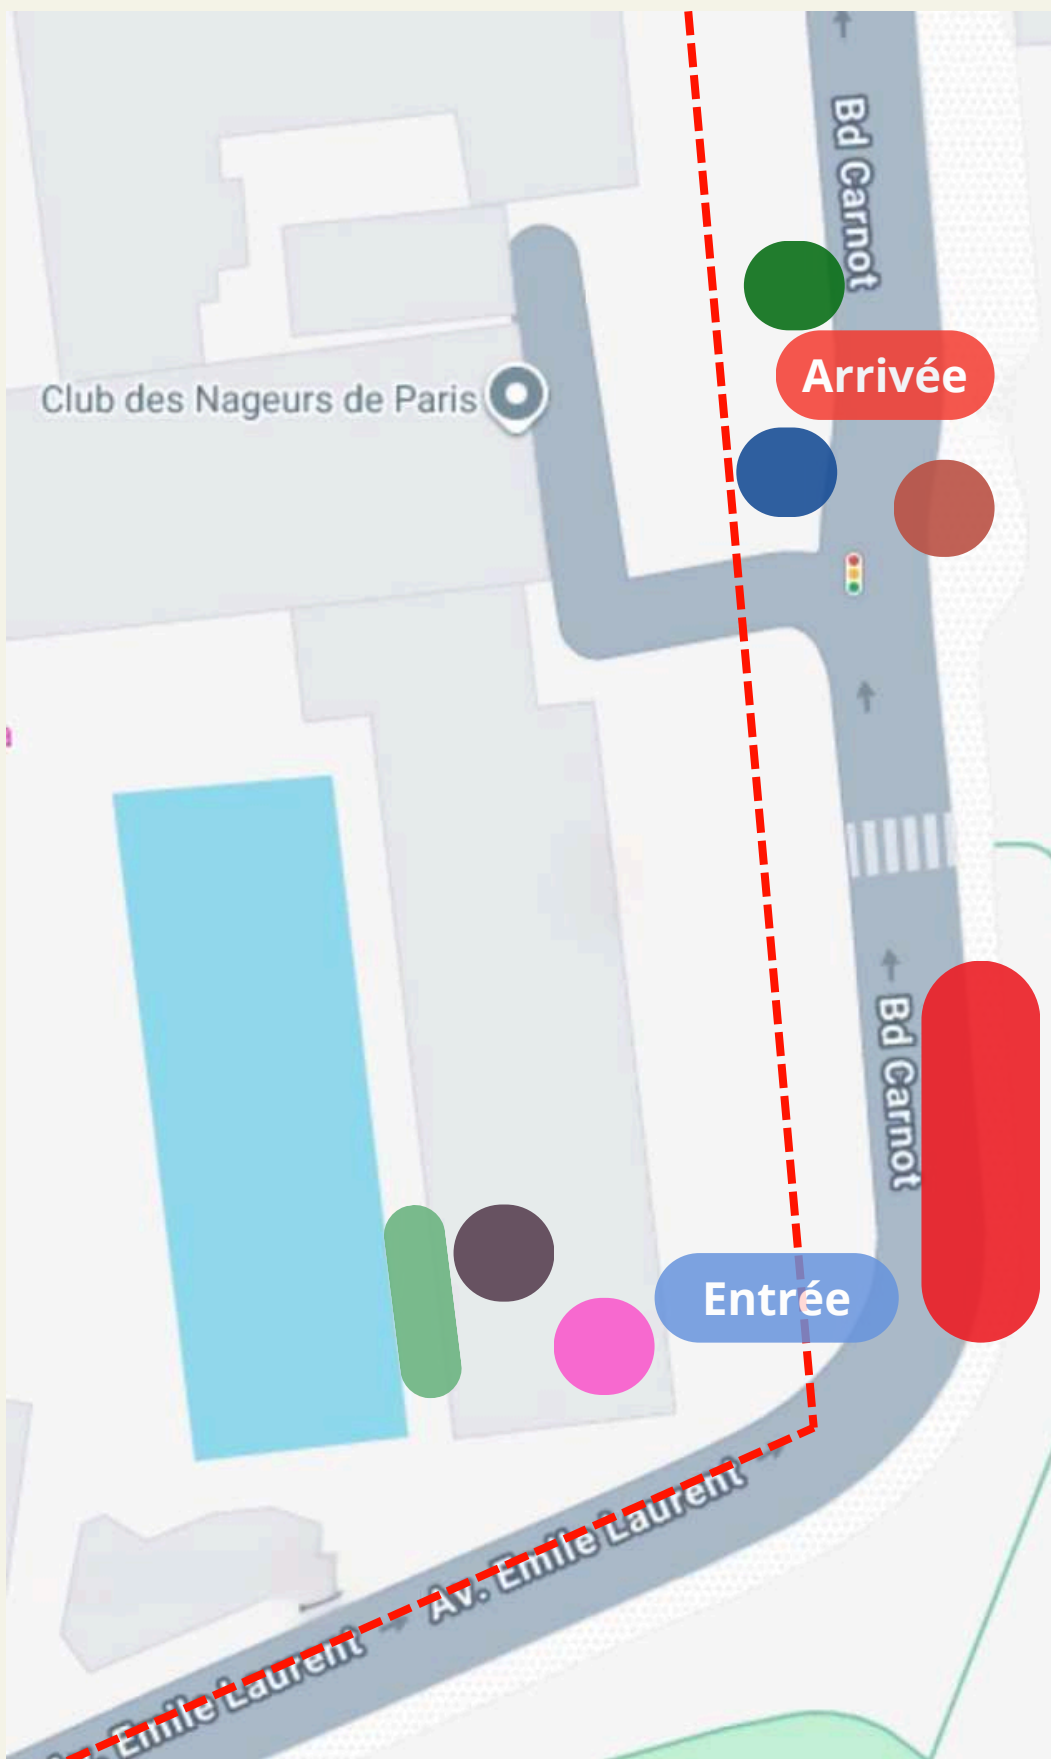 Bd Carnot
Arrivée
Club des Nageurs de Paris
Bd Carnot
Entrée
Av. Emile Laurent
Emile Laurent